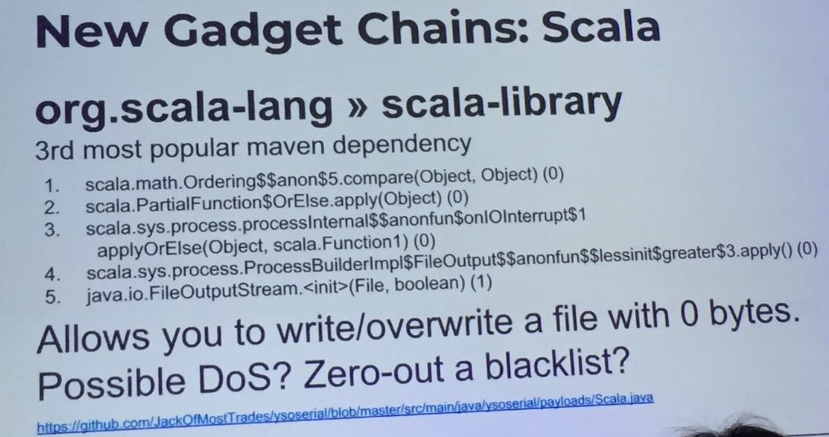 New Gadget Chains: Scala
org.scala-lang » scala-library
3rd most popular maven dependency
1. scala.math.Ordering$$anon$5.compare(Object, Object) (0)
2. scala.PartialFunction$OrElse.apply(Object) (0)
3. scala.sys.process.processInternal$$anonfun$onIOInterrupt$1
applyOrElse(Object, scala.Function1) (0)
4. scala.sys.process.ProcessBuilderImpl$FileOutput$$anonfun$$lessinit$greater$3.apply() (0)
5. java.io.FileOutputStream.<init>(File, boolean) (1)
Allows you to write/overwrite a file with 0 bytes.
Possible DoS? Zero-out a blacklist?
https://github.com/JackOfMostTrades/ysoserial/blob/master/src/main/java/ysoserial/payloads/Scala.java